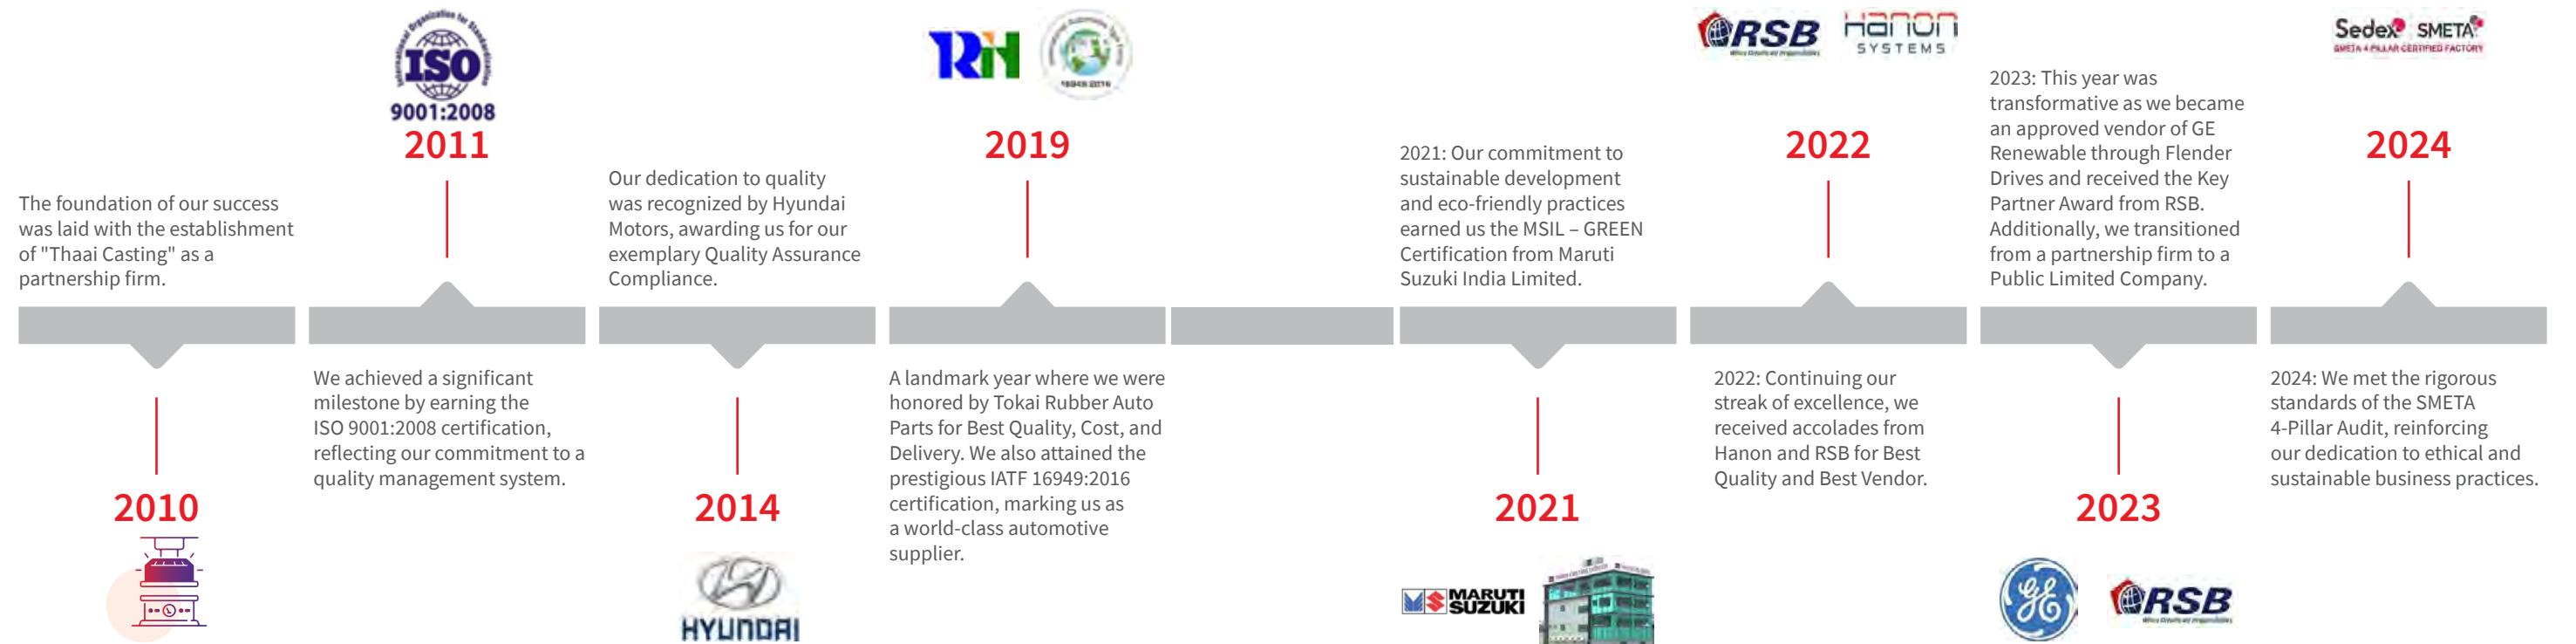 The foundation of our success
was laid with the establishment
of "Thaai Casting" as a
partnership firm.
2010
ISO
9001:2008
2011
We achieved a significant
milestone by earning the
ISO 9001:2008 certification,
reflecting our commitment to a
quality management system.
Our dedication to quality
was recognized by Hyundai
Motors, awarding us for our
exemplary Quality Assurance
Compliance.
2014
HYUNDAI
16949:2016
2019
A landmark year where we were
honored by Tokai Rubber Auto
Parts for Best Quality, Cost, and
Delivery. We also attained the
prestigious IATF 16949:2016
certification, marking us as
a world-class automotive
supplier.
2021: Our commitment to
sustainable development
and eco-friendly practices
earned us the MSIL – GREEN
Certification from Maruti
Suzuki India Limited.
2021
MARUTI
SUZUKI
RSB
Hanon
SYSTEMS
2022
2022: Continuing our
streak of excellence, we
received accolades from
Hanon and RSB for Best
Quality and Best Vendor.
2023: This year was
transformative as we became
an approved vendor of GE
Renewable through Flender
Drives and received the Key
Partner Award from RSB.
Additionally, we transitioned
from a partnership firm to a
Public Limited Company.
2023
GE
RSB
Sedex SMETA
SMETA 4-PILLAR CERTIFIED FACTORY
2024
2024: We met the rigorous
standards of the SMETA
4-Pillar Audit, reinforcing
our dedication to ethical and
sustainable business practices.